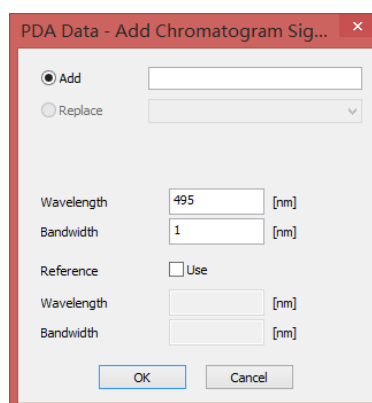 PDA Data - Add Chromatogram Sig...
Add
Replace
Wavelength 495 [nm]
Bandwidth 1 [nm]
Reference Use
Wavelength [nm]
Bandwidth [nm]
OK Cancel